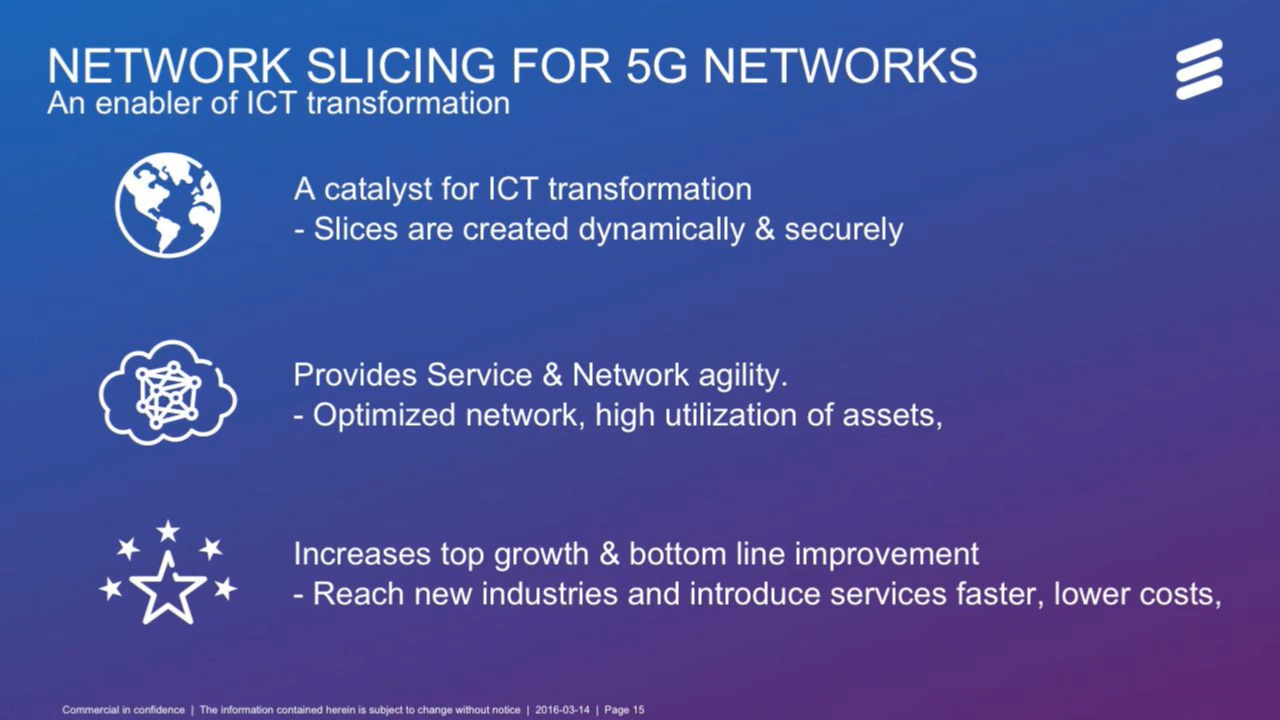 NETWORK SLICING FOR 5G NETWORKS
An enabler of ICT transformation
A catalyst for ICT transformation
- Slices are created dynamically & securely
Provides Service & Network agility.
- Optimized network, high utilization of assets,
Increases top growth & bottom line improvement
- Reach new industries and introduce services faster, lower costs,
Commercial in confidence | The information contained herein is subject to change without notice | 2016-03-14 | Page 15